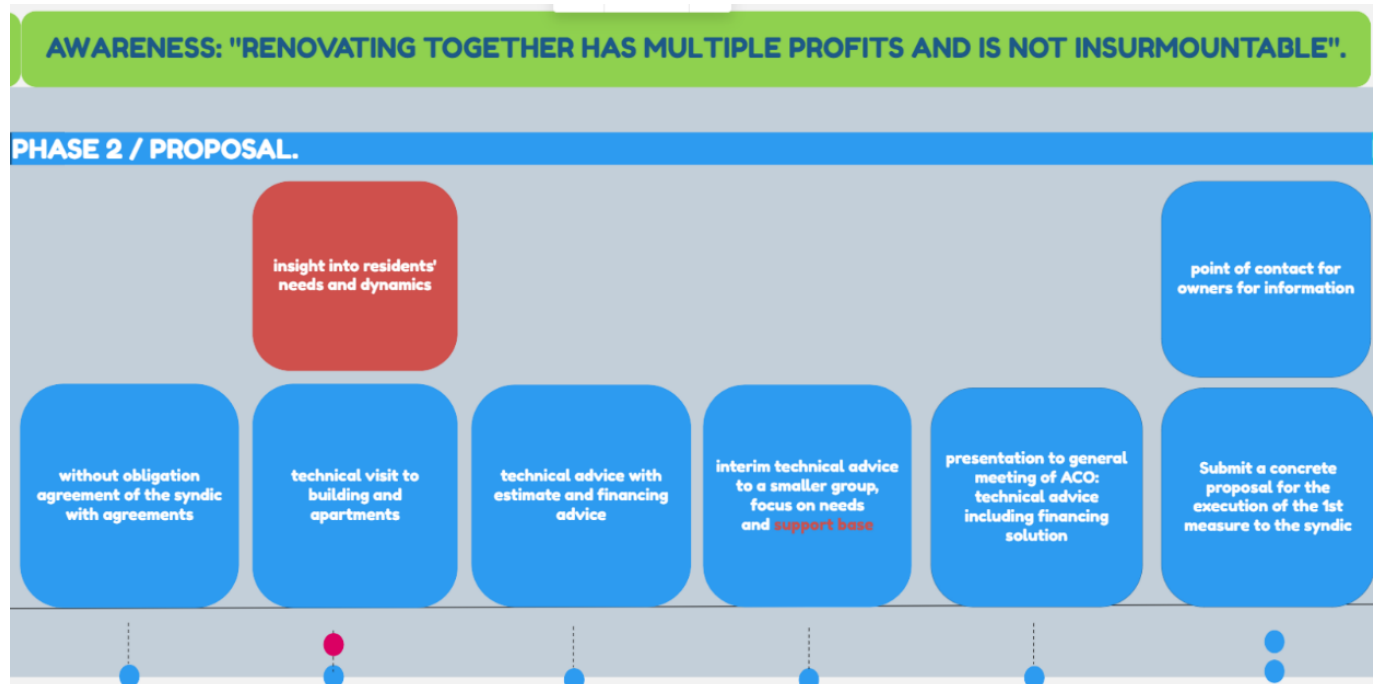 AWARENESS: "RENOVATING TOGETHER HAS MULTIPLE PROFITS AND IS NOT INSURMOUNTABLE".
PHASE 2 / PROPOSAL.
insight into residents'
needs and dynamics
point of contact for
owners for information
without obligation
agreement of the syndic
with agreements
technical visit to
building and
apartments
technical advice with
estimate and financing
advice
interim technical advice
to a smaller group,
focus on needs
and support base
presentation to general
meeting of ACO:
technical advice
including financing
solution
Submit a concrete
proposal for the
execution of the 1st
measure to the syndic